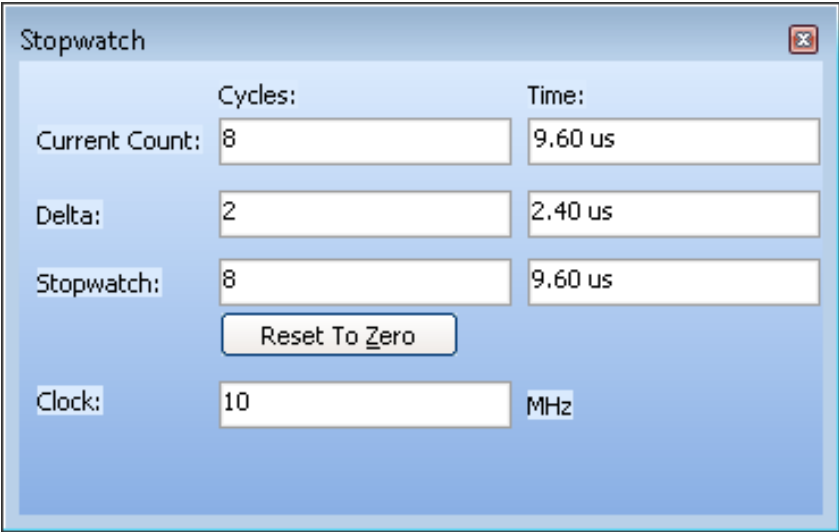 Stopwatch
Cycles: Time:
Current Count: 8 9.60 us
Delta: 2 2.40 us
Stopwatch: 8 9.60 us
Reset To Zero
Clock: 10 MHz